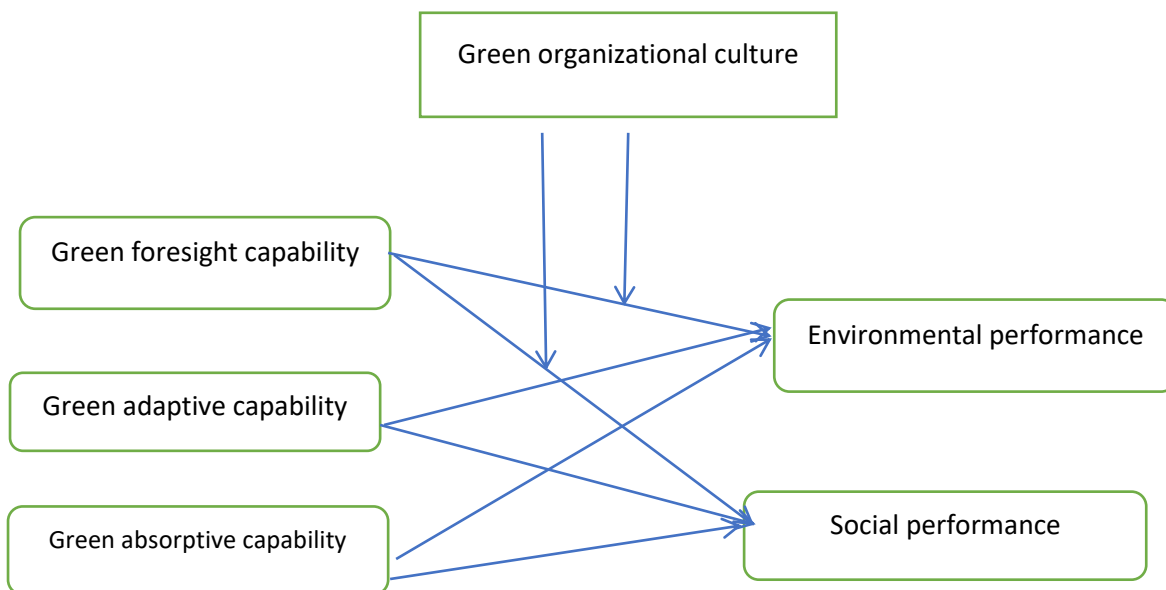 Green organizational culture
Green foresight capability
Environmental performance
Green adaptive capability
Social performance
Green absorptive capability